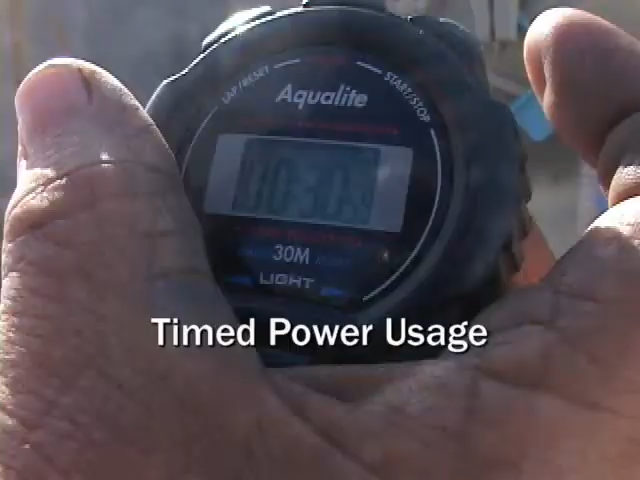 LAP/RESET
START/STOP
Aqualite
30M
LIGHT
Timed Power Usage